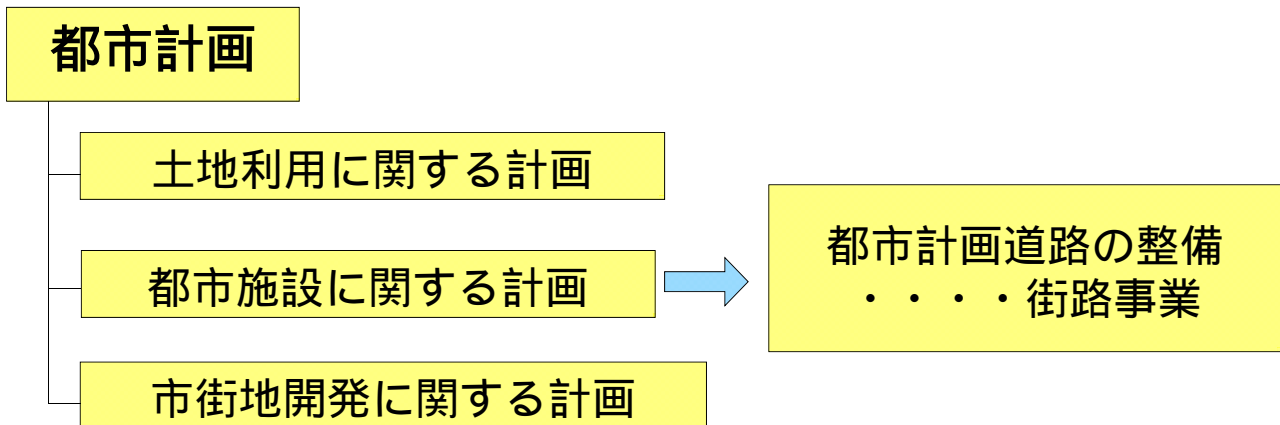 都市計画
土地利用に関する計画
都市施設に関する計画
都市計画道路の整備
・・・・街路事業
市街地開発に関する計画